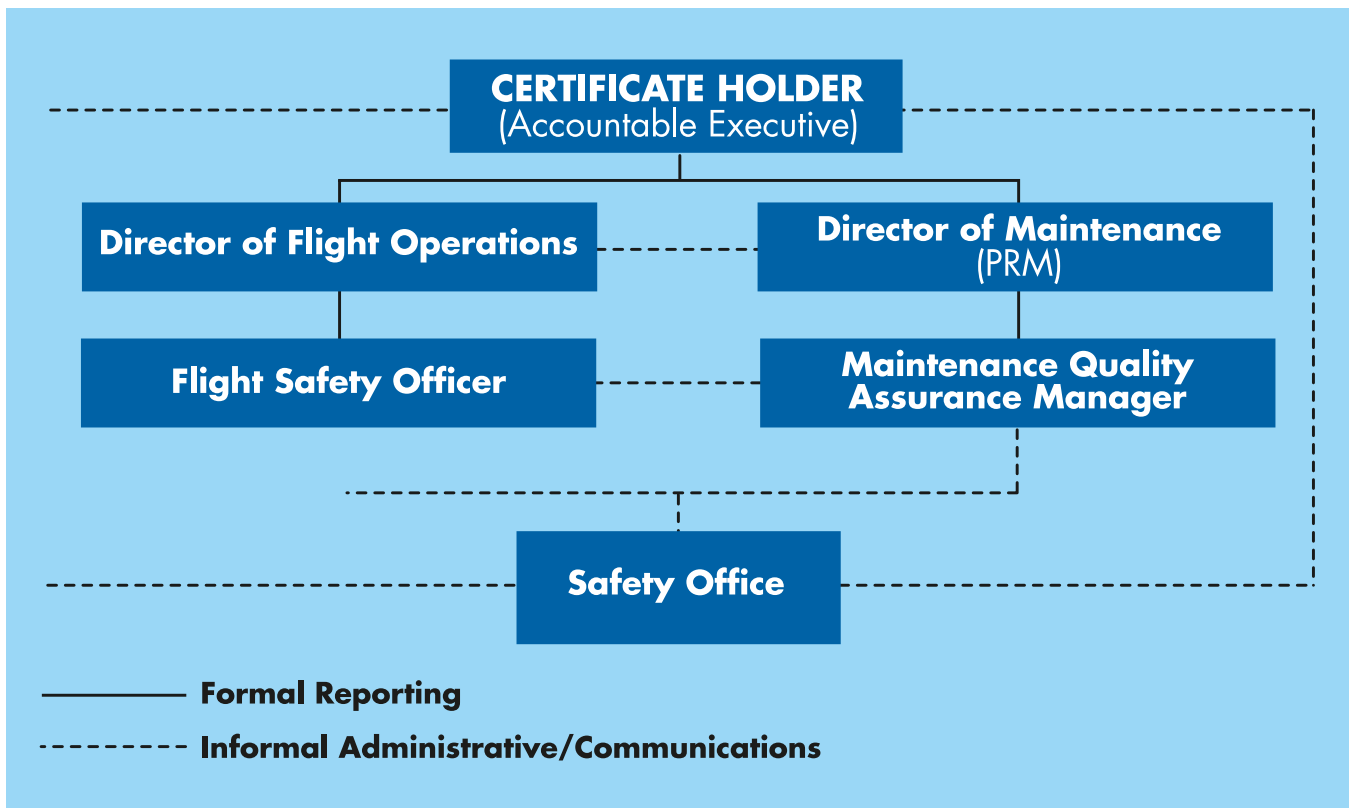 CERTIFICATE HOLDER
(Accountable Executive)
Director of Flight Operations
Director of Maintenance
(PRM)
Flight Safety Officer
Maintenance Quality
Assurance Manager
Safety Office
Formal Reporting
Informal Administrative/Communications